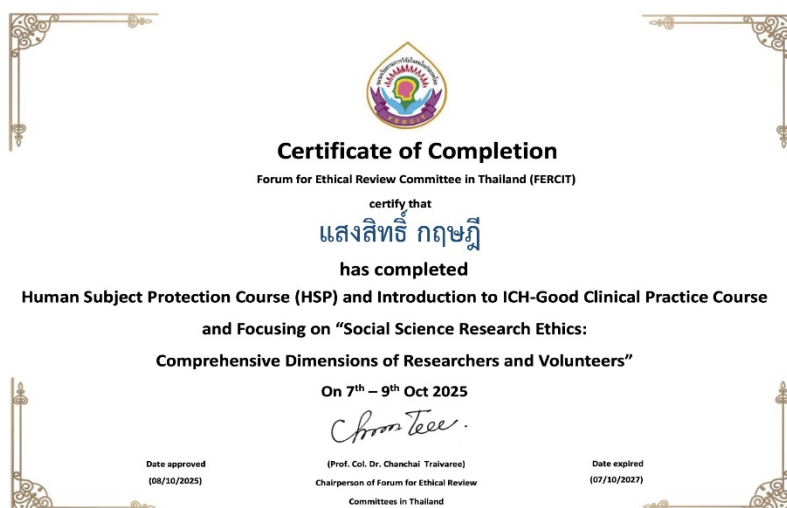 FERCIT
Certificate of Completion
Forum for Ethical Review Committee in Thailand (FERCIT)
certify that
แสงสิทธิ์ กฤษฎี
has completed
Human Subject Protection Course (HSP) and Introduction to ICH-Good Clinical Practice Course
and Focusing on “Social Science Research Ethics:
Comprehensive Dimensions of Researchers and Volunteers”
On 7th – 9th Oct 2025
Date approved
(08/10/2025)
(Prof. Col. Dr. Chanchai Traivaree)
Chairperson of Forum for Ethical Review
Committees in Thailand
Date expired
(07/10/2027)